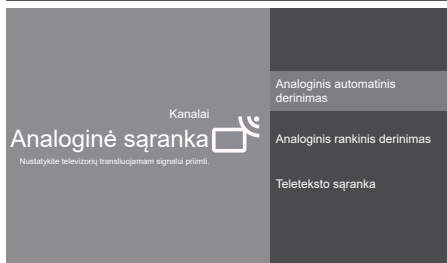 Kanalai
Analoginė sąranka
Nustatykite televizorių transliuojamam signalui priimti.
Analoginis automatinis
derinimas
Analoginis rankinis derinimas
Teleteksto sąranka